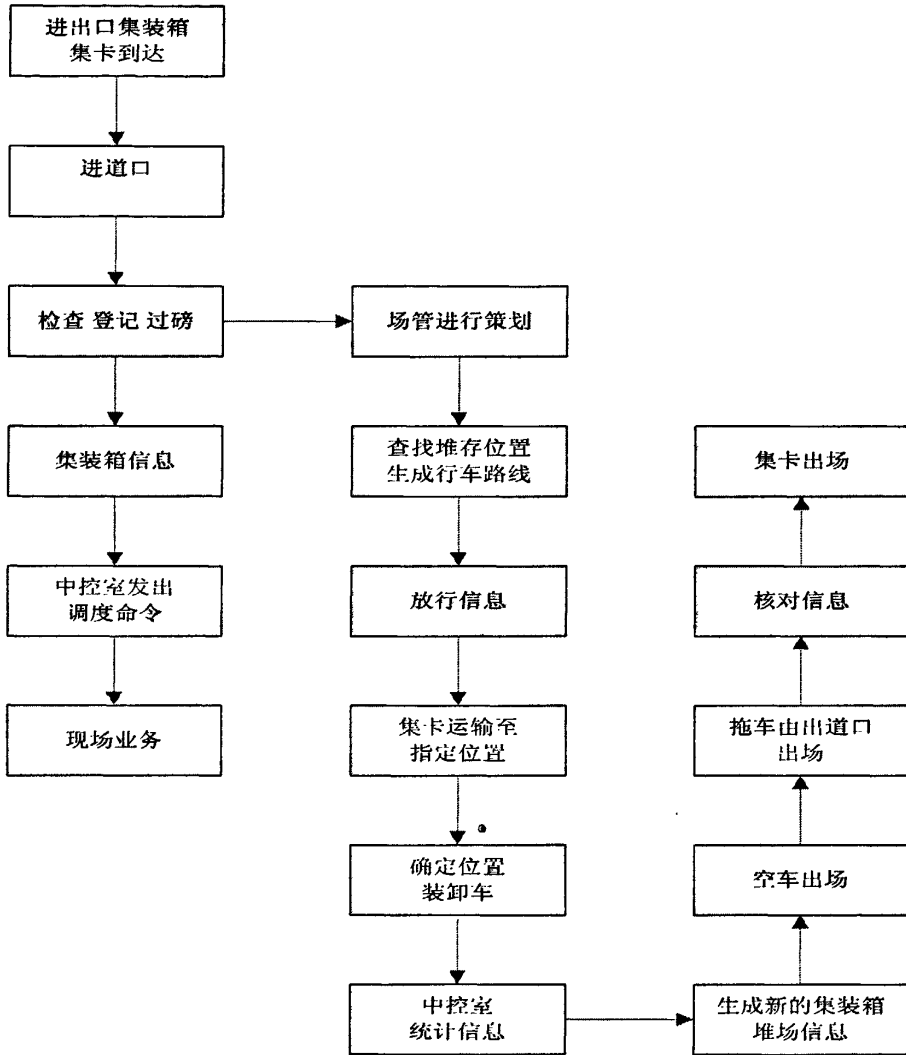 进出口集装箱
集卡到达
进道口
检查 登记 过磅
场管进行策划
集装箱信息
查找堆存位置
生成行车路线
集卡出场
中控室发出
调度命令
放行信息
核对信息
现场业务
集卡运输至
指定位置
拖车由出道口
出场
确定位置
装卸车
空车出场
中控室
统计信息
生成新的集装箱
堆场信息